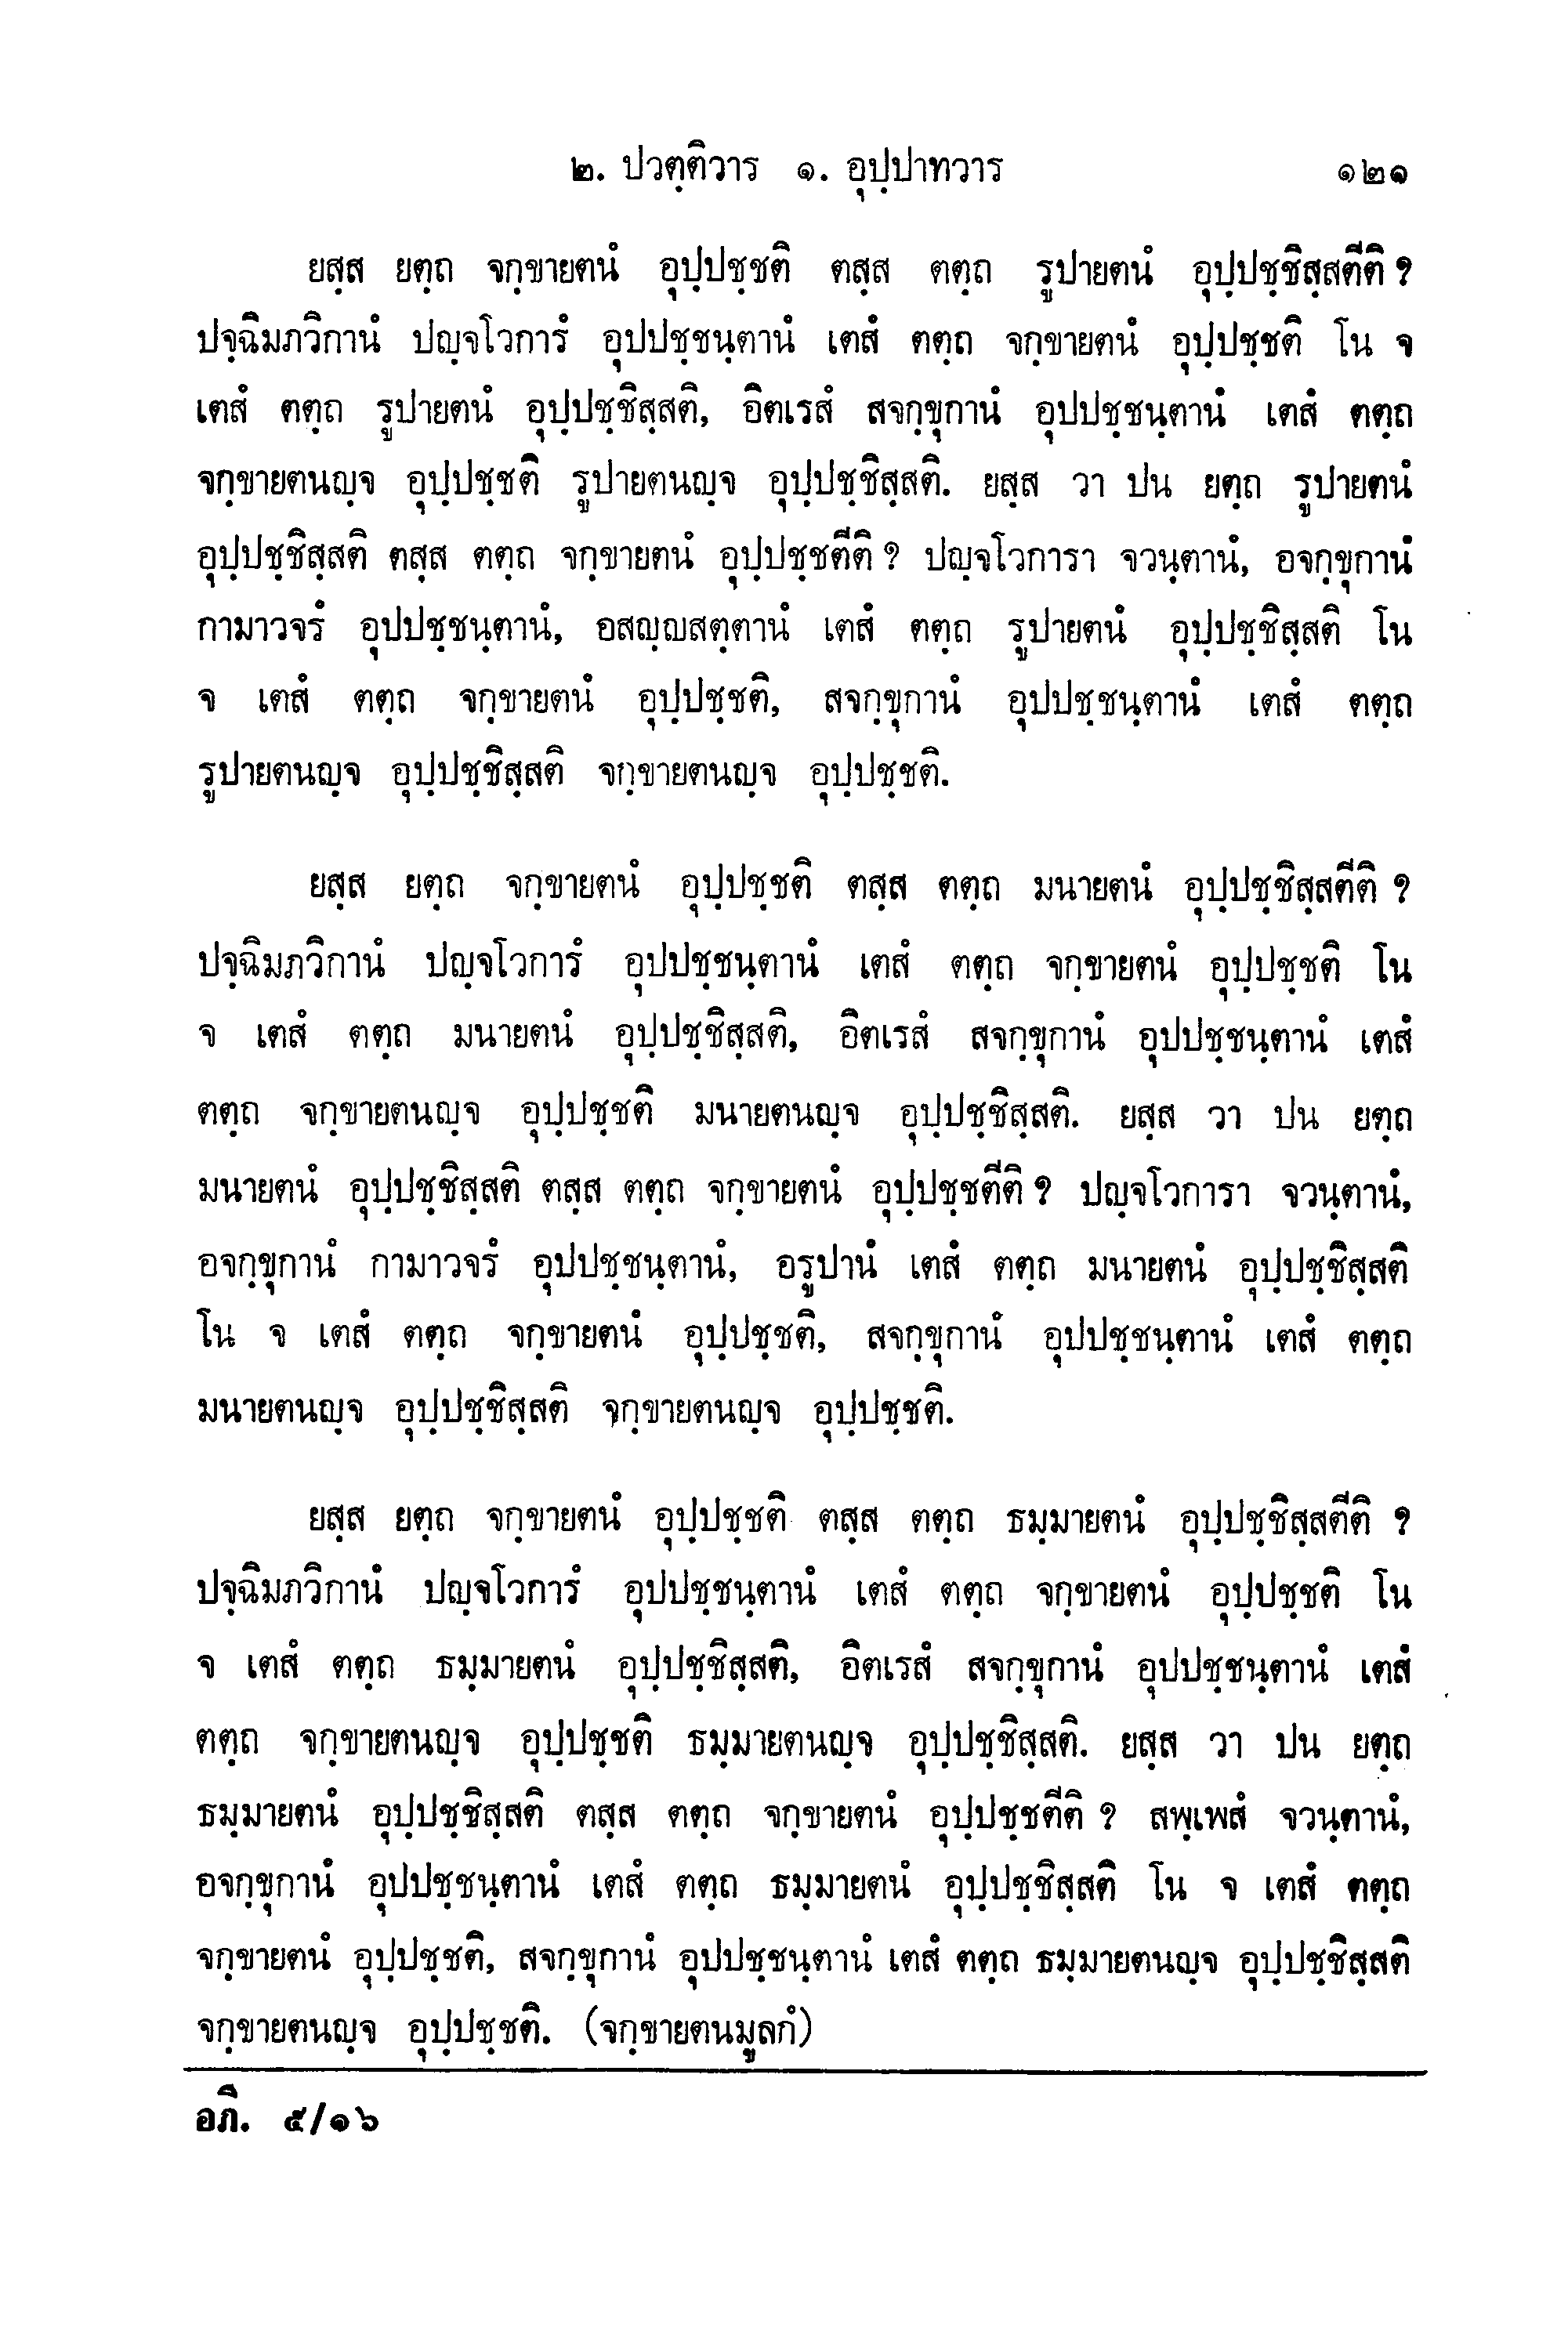 ๒. ปวตฺติวาร ๑. อุปฺปาทวาร ๑๒๑
ยสฺส ยตฺถ จกฺขายตนํ อุปฺปชฺชติ ตสฺส ตตฺถ รูปายตนํ อุปฺปชฺชิสฺสตีติ ?
ปจฺฉิมภวิกานํ ปญฺจโวการํ อุปปชฺชนฺตานํ เตสํ ตตฺถ จกฺขายตนํ อุปฺปชฺชติ โน จ
เตสํ ตตฺถ รูปายตนํ อุปฺปชฺชิสฺสติ, อิตเรสํ สจกฺขุกานํ อุปปชฺชนฺตานํ เตสํ ตตฺถ
จกฺขายตนญฺจ อุปฺปชฺชติ รูปายตนญฺจ อุปฺปชฺชิสฺสติ. ยสฺส วา ปน ยตฺถ รูปายตนํ
อุปฺปชฺชิสฺสติ ตสฺส ตตฺถ จกฺขายตนํ อุปฺปชฺชตีติ ? ปญฺจโวการา จวนฺตานํ, อจกฺขุกานํ
กามาวจรํ อุปปชฺชนฺตานํ, อสญฺญสตฺตานํ เตสํ ตตฺถ รูปายตนํ อุปฺปชฺชิสฺสติ โน
จ เตสํ ตตฺถ จกฺขายตนํ อุปฺปชฺชติ, สจกฺขุกานํ อุปปชฺชนฺตานํ เตสํ ตตฺถ
รูปายตนญฺจ อุปฺปชฺชิสฺสติ จกฺขายตนญฺจ อุปฺปชฺชติ.
ยสฺส ยตฺถ จกฺขายตนํ อุปฺปชฺชติ ตสฺส ตตฺถ มนายตนํ อุปฺปชฺชิสฺสตีติ ?
ปจฺฉิมภวิกานํ ปญฺจโวการํ อุปปชฺชนฺตานํ เตสํ ตตฺถ จกฺขายตนํ อุปฺปชฺชติ โน
จ เตสํ ตตฺถ มนายตนํ อุปฺปชฺชิสฺสติ, อิตเรสํ สจกฺขุกานํ อุปปชฺชนฺตานํ เตสํ
ตตฺถ จกฺขายตนญฺจ อุปฺปชฺชติ มนายตนญฺจ อุปฺปชฺชิสฺสติ. ยสฺส วา ปน ยตฺถ
มนายตนํ อุปฺปชฺชิสฺสติ ตสฺส ตตฺถ จกฺขายตนํ อุปฺปชฺชตีติ ? ปญฺจโวการา จวนฺตานํ,
อจกฺขุกานํ กามาวจรํ อุปปชฺชนฺตานํ, อรูปานํ เตสํ ตตฺถ มนายตนํ อุปฺปชฺชิสฺสติ
โน จ เตสํ ตตฺถ จกฺขายตนํ อุปฺปชฺชติ, สจกฺขุกานํ อุปปชฺชนฺตานํ เตสํ ตตฺถ
มนายตนญฺจ อุปฺปชฺชิสฺสติ จกฺขายตนญฺจ อุปฺปชฺชติ.
ยสฺส ยตฺถ จกฺขายตนํ อุปฺปชฺชติ ตสฺส ตตฺถ ธมฺมายตนํ อุปฺปชฺชิสฺสตีติ ?
ปจฺฉิมภวิกานํ ปญฺจโวการํ อุปปชฺชนฺตานํ เตสํ ตตฺถ จกฺขายตนํ อุปฺปชฺชติ โน
จ เตสํ ตตฺถ ธมฺมายตนํ อุปฺปชฺชิสฺสติ, อิตเรสํ สจกฺขุกานํ อุปปชฺชนฺตานํ เตสํ
ตตฺถ จกฺขายตนญฺจ อุปฺปชฺชติ ธมฺมายตนญฺจ อุปฺปชฺชิสฺสติ. ยสฺส วา ปน ยตฺถ
ธมฺมายตนํ อุปฺปชฺชิสฺสติ ตสฺส ตตฺถ จกฺขายตนํ อุปฺปชฺชตีติ ? สพฺเพสํ จวนฺตานํ,
อจกฺขุกานํ อุปปชฺชนฺตานํ เตสํ ตตฺถ ธมฺมายตนํ อุปฺปชฺชิสฺสติ โน จ เตสํ ตตฺถ
จกฺขายตนํ อุปฺปชฺชติ, สจกฺขุกานํ อุปปชฺชนฺตานํ เตสํ ตตฺถ ธมฺมายตนญฺจ อุปฺปชฺชิสฺสติ
จกฺขายตนญฺจ อุปฺปชฺชติ. (จกฺขายตนมูลกํ)
อภิ. ๕/๑๖